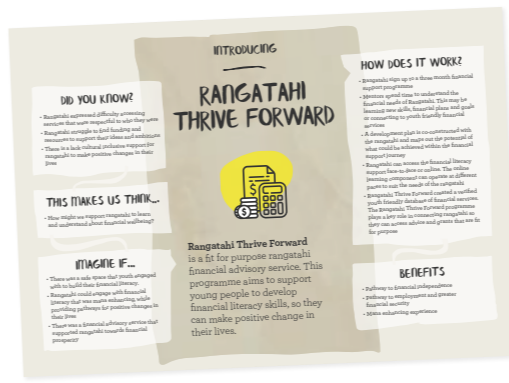 DID YOU KNOW?
• Rangatahi expressed difficulty accessing
services that were respectful to who they were
• Rangatahi struggle to find funding and
resources to support their ideas and ambitions
• There is a lack cultural inclusive support for
rangatahi to make positive changes in their
lives
THIS MAKES US THINK...
• How might we support rangatahi to learn
and understand about financial wellbeing?
IMAGINE IF...
• There was a safe space that youth engaged
with to build their financial literacy.
• Rangatahi could engage with financial
literacy that was mana enhancing, while
providing pathways for positive changes in
their lives
• There was a financial advisory service that
supported rangatahi towards financial
prosperity
INTRODUCING
RANGATAHI
THRIVE FORWARD
Rangatahi Thrive Forward
is a fit for purpose rangatahi
financial advisory service. This
programme aims to support
young people to develop
financial literacy skills, so they
can make positive change in
their lives.
HOW DOES IT WORK?
• Rangatahi sign up to a three month financial
support programme
• Mentors spend time to understand the
financial needs of Rangatahi. This may be
learning new skills, financial plans and goals
or connecting to youth friendly financial
services
• A development plan is co-constructed with
the rangatahi and maps out the potential of
what could be achieved within the financial
support journey
• Rangatahi can access the financial literacy
support face-to-face or online. The online
learning component can operate at different
paces to suit the needs of the rangatahi
• Rangatahi Thrive Forward created a verified
youth friendly database of financial services.
The Rangatahi Thrive Forward programme
plays a key role in connecting rangatahi so
they can access advice and grants that are fit
for purpose
BENEFITS
• Pathway to financial independence
• Pathway to employment and greater
financial security
• Mana enhancing experience